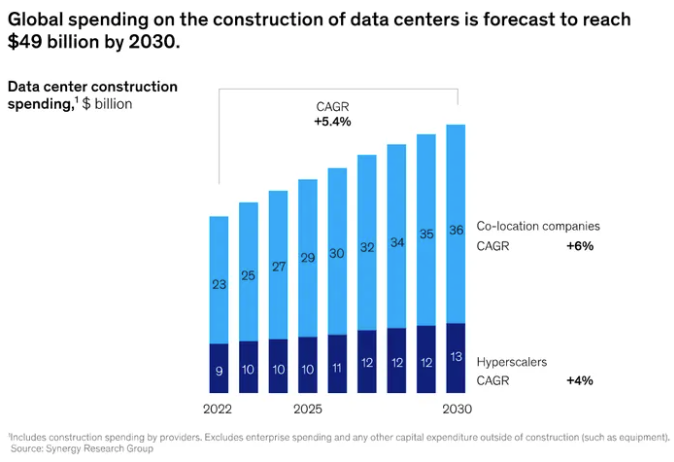 Global spending on the construction of data centers is forecast to reach
$49 billion by 2030.
Data center construction
spending,¹ $ billion
CAGR
+5.4%
23
25
27
29
30
32
34
35
36
Co-location companies
CAGR +6%
9
10
10
10
11
12
12
12
13
Hyperscalers
CAGR +4%
2022
2025
2030
¹Includes construction spending by providers. Excludes enterprise spending and any other capital expenditure outside of construction (such as equipment).
Source: Synergy Research Group